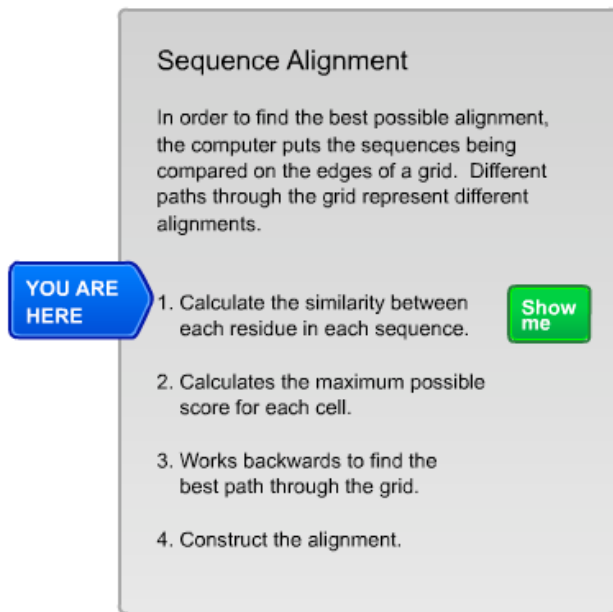 Sequence Alignment
In order to find the best possible alignment,
the computer puts the sequences being
compared on the edges of a grid.  Different
paths through the grid represent different
alignments.
YOU ARE
HERE
1. Calculate the similarity between
each residue in each sequence.
Show
me
2. Calculates the maximum possible
score for each cell.
3. Works backwards to find the
best path through the grid.
4. Construct the alignment.